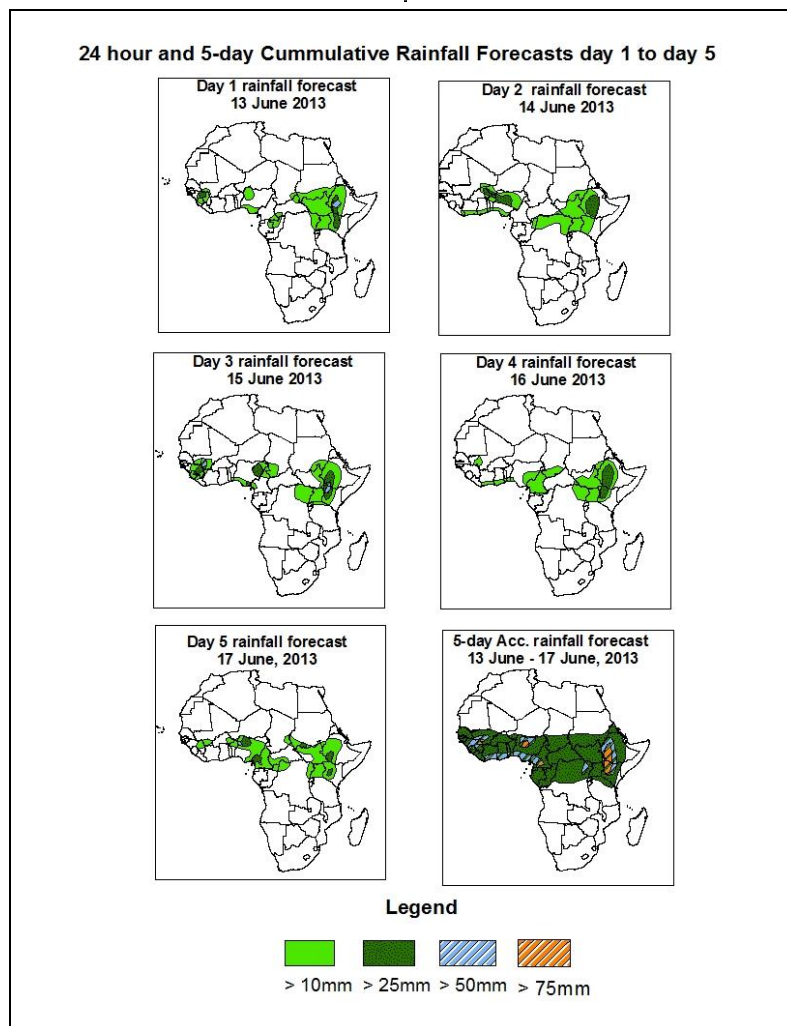 24 hour and 5-day Cummulative Rainfall Forecasts day 1 to day 5
Day 1 rainfall forecast
13 June 2013
Day 2 rainfall forecast
14 June 2013
Day 3 rainfall forecast
15 June 2013
Day 4 rainfall forecast
16 June 2013
Day 5 rainfall forecast
17 June, 2013
5-day Acc. rainfall forecast
13 June - 17 June, 2013
Legend
> 10mm > 25mm > 50mm > 75mm